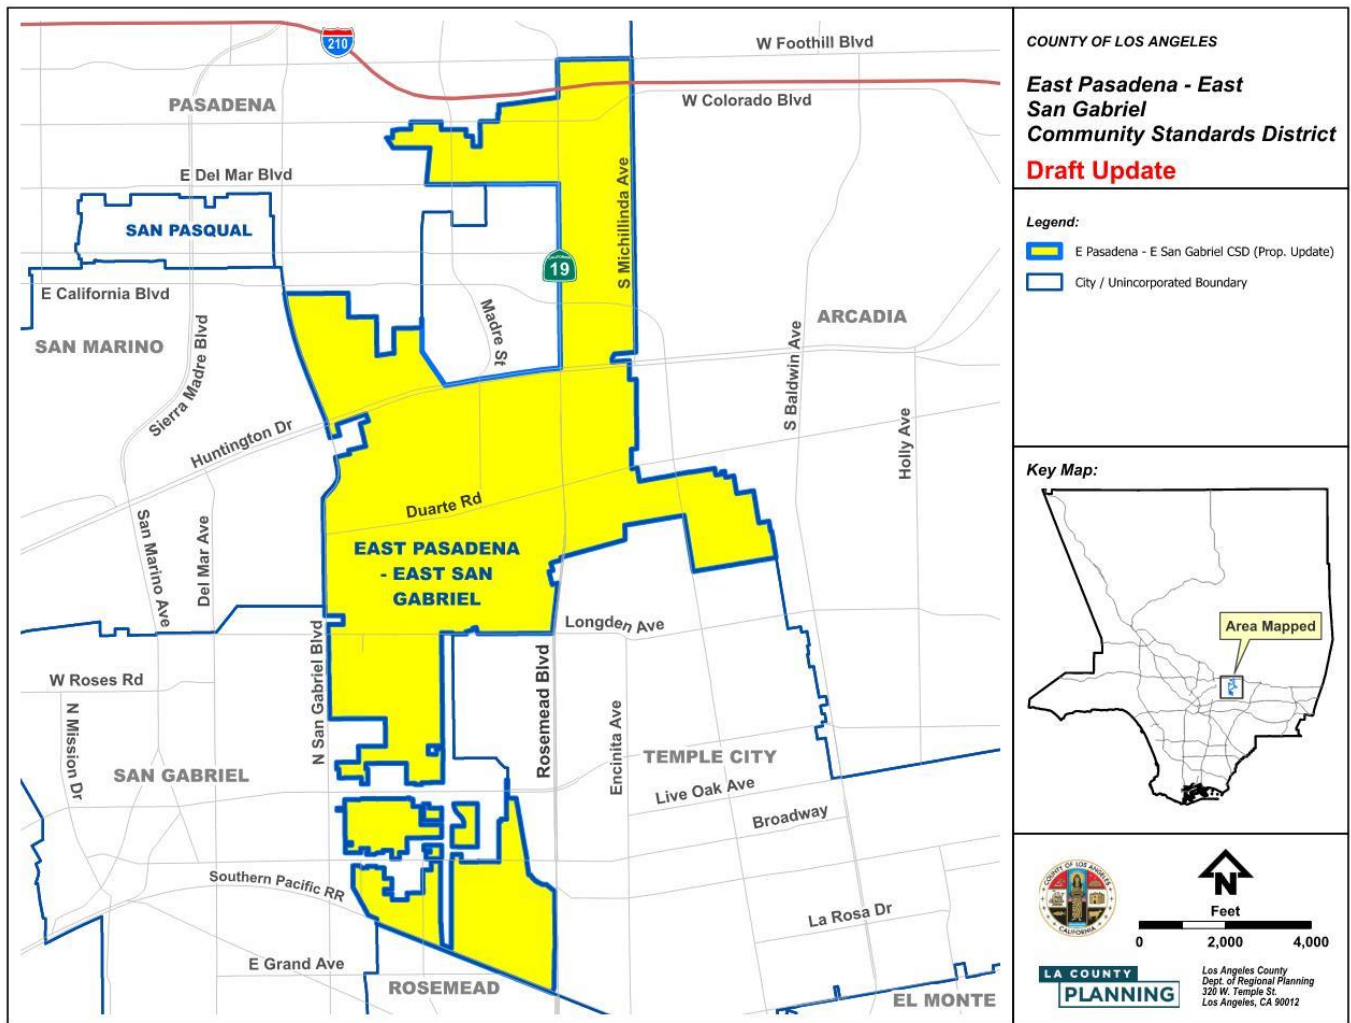 210
W Foothill Blvd
W Colorado Blvd
PASADENA
E Del Mar Blvd
SAN PASQUAL
S Michillinda Ave
CALIFORNIA
19
E California Blvd
SAN MARINO
Sierra Madre Blvd
Madre St
ARCADIA
S Baldwin Ave
Holly Ave
Huntington Dr
Duarte Rd
San Marino Ave
Del Mar Ave
EAST PASADENA
- EAST SAN
GABRIEL
Longden Ave
N San Gabriel Blvd
Rosemead Blvd
W Roses Rd
N Mission Dr
Encinita Ave
SAN GABRIEL
TEMPLE CITY
Live Oak Ave
Broadway
Southern Pacific RR
La Rosa Dr
E Grand Ave
ROSEMEAD
EL MONTE
COUNTY OF LOS ANGELES
East Pasadena - East
San Gabriel
Community Standards District
Draft Update
Legend:
E Pasadena - E San Gabriel CSD (Prop. Update)
City / Unincorporated Boundary
Key Map:
Area Mapped
COUNTY OF LOS ANGELES
CALIFORNIA
N
Feet
0 2,000 4,000
LA COUNTY
PLANNING
Los Angeles County
Dept. of Regional Planning
320 W. Temple St.
Los Angeles, CA 90012